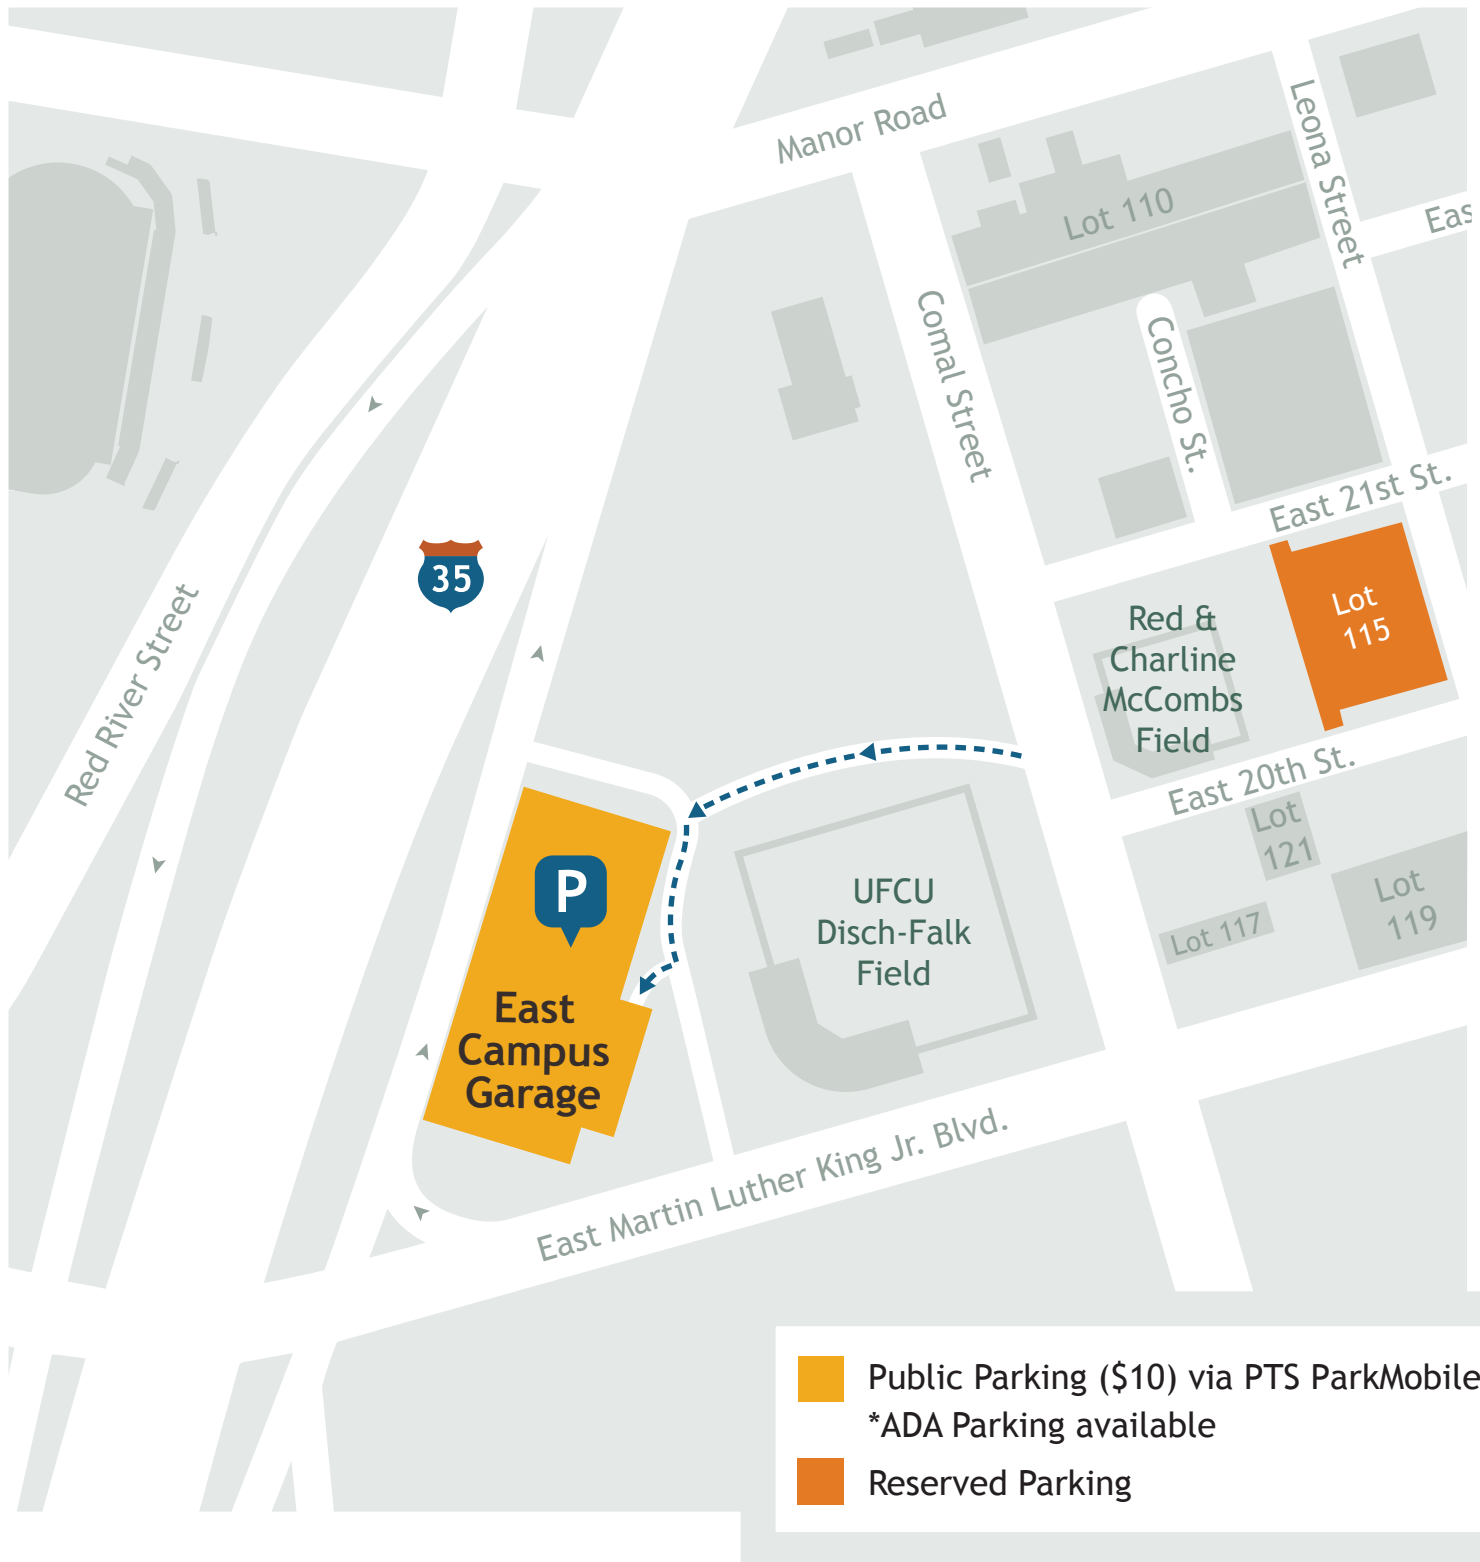 Manor Road
Leona Street
Lot 110
Eas
Comal Street
Concho St.
East 21st St.
35
Red River Street
Lot
115
Red &
Charline
McCombs
Field
East 20th St.
Lot
121
Lot
119
Lot 117
P
UFCU
Disch-Falk
Field
East
Campus
Garage
East Martin Luther King Jr. Blvd.
Public Parking ($10) via PTS ParkMobile
*ADA Parking available
Reserved Parking